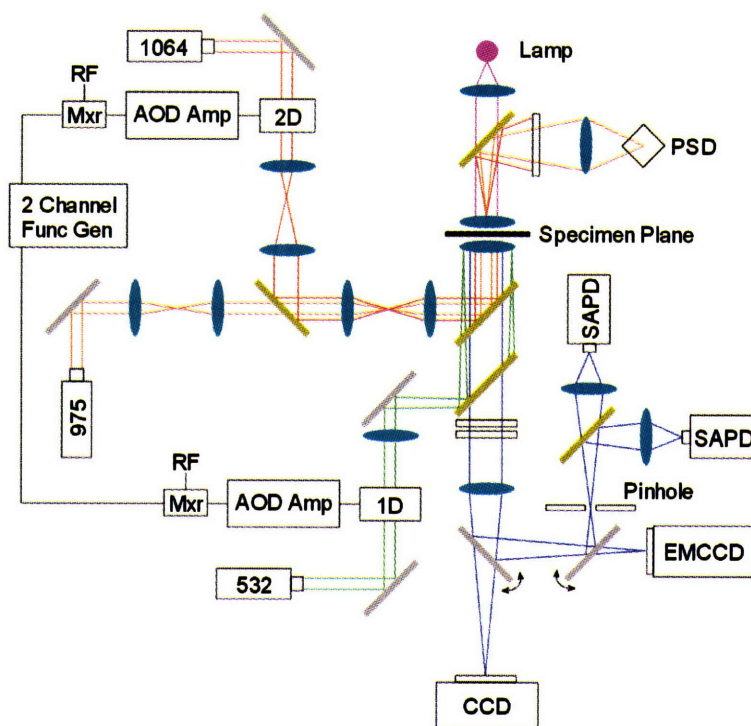 1064
Lamp
RF
Mxr
AOD Amp
2D
PSD
2 Channel
Func Gen
Specimen Plane
SAPD
975
SAPD
RF
Mxr
AOD Amp
1D
Pinhole
532
EMCCD
CCD